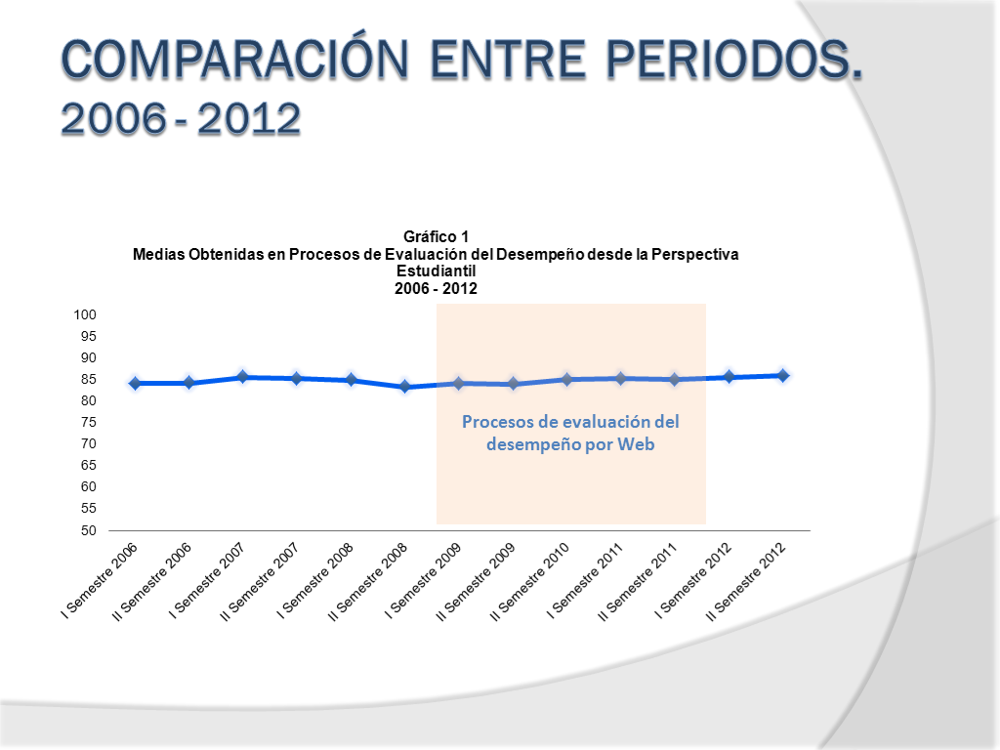 COMPARACIÓN ENTRE PERIODOS.
2006 - 2012
Gráfico 1
Medias Obtenidas en Procesos de Evaluación del Desempeño desde la Perspectiva
Estudiantil
2006 - 2012
100
95
90
85
80
75
70
65
60
55
50
Procesos de evaluación del
desempeño por Web
I Semestre 2006
II Semestre 2006
I Semestre 2007
II Semestre 2007
I Semestre 2008
II Semestre 2008
I Semestre 2009
II Semestre 2009
II Semestre 2010
I Semestre 2011
II Semestre 2011
I Semestre 2012
II Semestre 2012